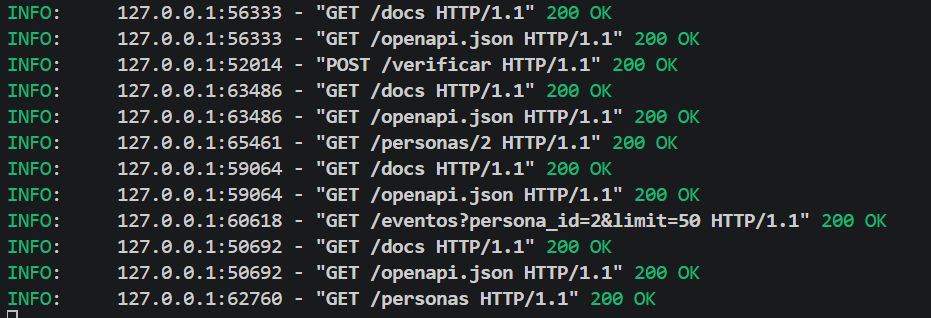 INFO:     127.0.0.1:56333 - "GET /docs HTTP/1.1" 200 OK
INFO:     127.0.0.1:56333 - "GET /openapi.json HTTP/1.1" 200 OK
INFO:     127.0.0.1:52014 - "POST /verificar HTTP/1.1" 200 OK
INFO:     127.0.0.1:63486 - "GET /docs HTTP/1.1" 200 OK
INFO:     127.0.0.1:63486 - "GET /openapi.json HTTP/1.1" 200 OK
INFO:     127.0.0.1:65461 - "GET /personas/2 HTTP/1.1" 200 OK
INFO:     127.0.0.1:59064 - "GET /docs HTTP/1.1" 200 OK
INFO:     127.0.0.1:59064 - "GET /openapi.json HTTP/1.1" 200 OK
INFO:     127.0.0.1:60618 - "GET /eventos?persona_id=2&limit=50 HTTP/1.1" 200 OK
INFO:     127.0.0.1:50692 - "GET /docs HTTP/1.1" 200 OK
INFO:     127.0.0.1:50692 - "GET /openapi.json HTTP/1.1" 200 OK
INFO:     127.0.0.1:62760 - "GET /personas HTTP/1.1" 200 OK